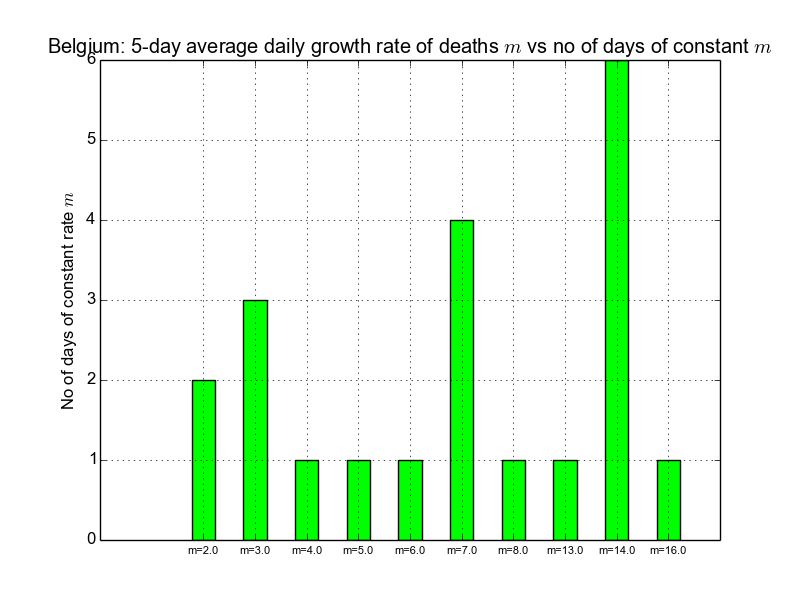 Belgium: 5-day average daily growth rate of deaths m vs no of days of constant m
No of days of constant rate m
6
5
4
3
2
1
0
m=2.0 m=3.0 m=4.0 m=5.0 m=6.0 m=7.0 m=8.0 m=13.0 m=14.0 m=16.0